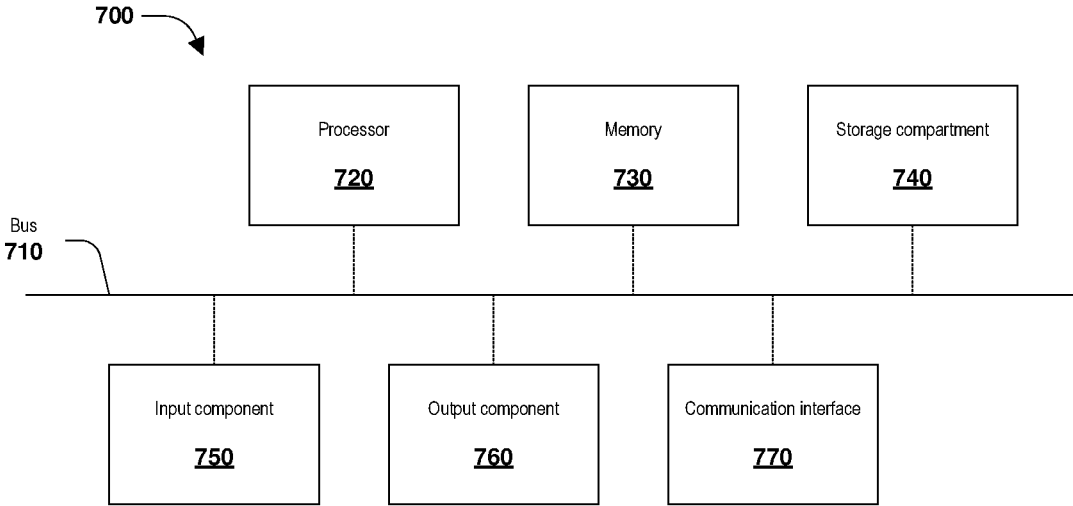 700
Processor
720
Memory
730
Storage compartment
740
Bus
710
Input component
750
Output component
760
Communication interface
770